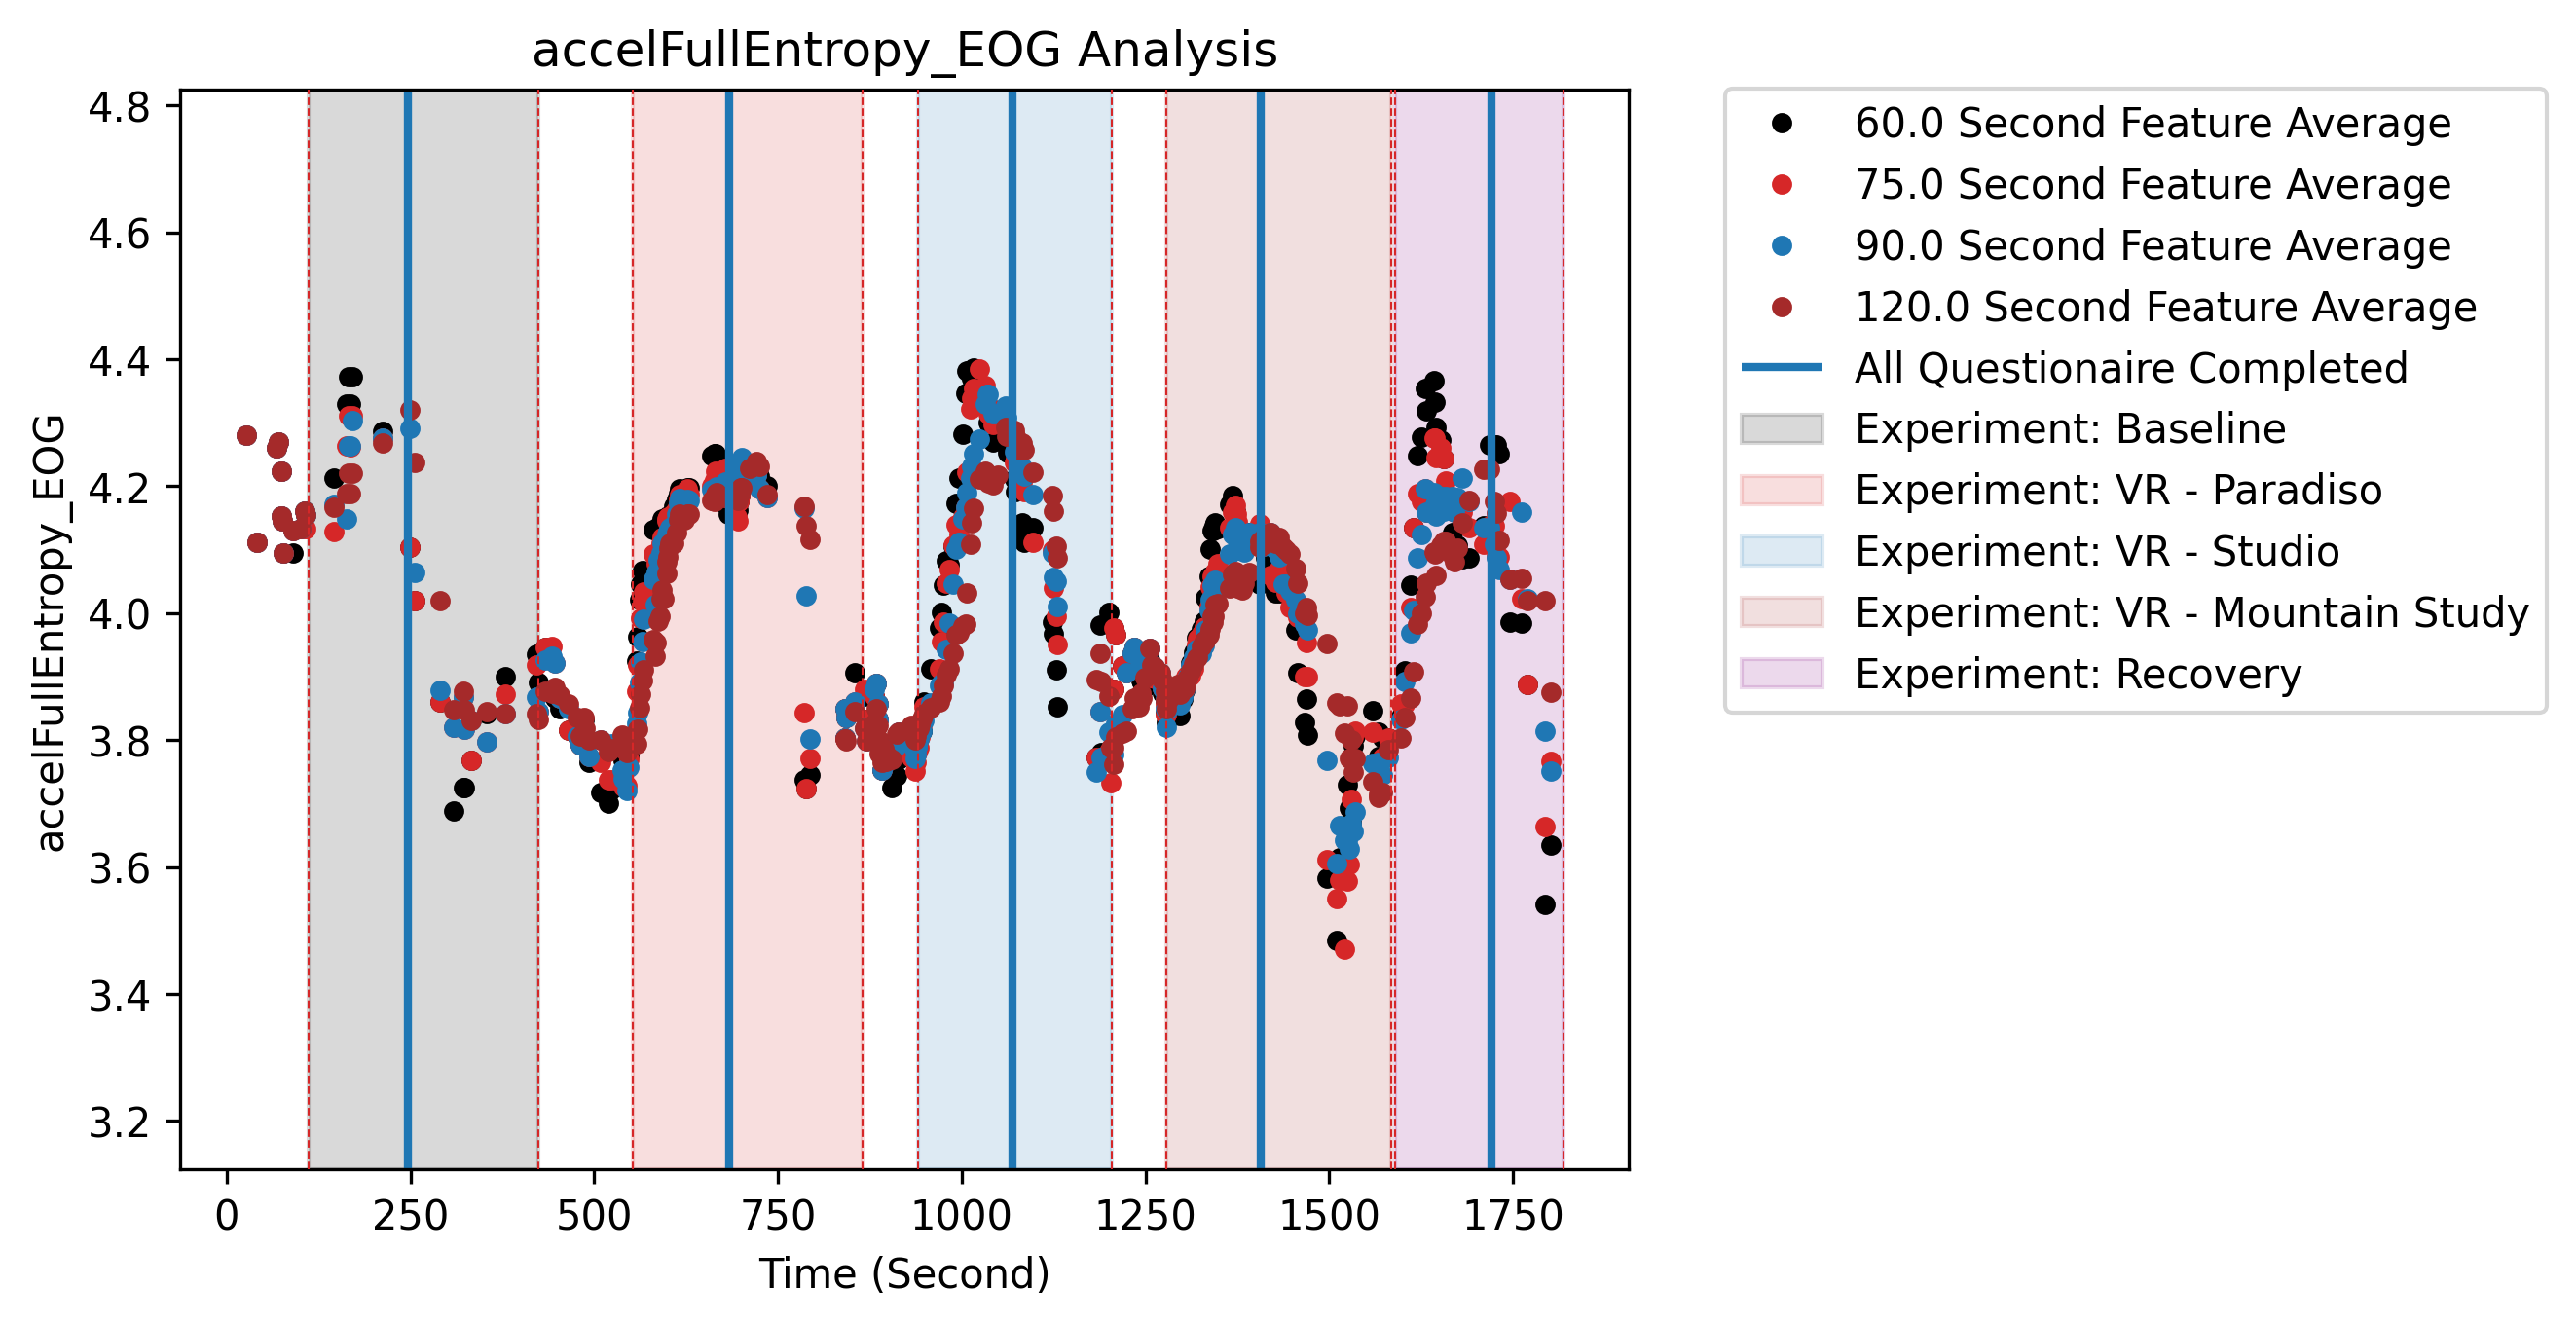 accelFullEntropy_EOG Analysis
4.8
4.6
4.4
4.2
4.0
3.8
3.6
3.4
3.2
accelFullEntropy_EOG
0 250 500 750 1000 1250 1500 1750
Time (Second)
60.0 Second Feature Average
75.0 Second Feature Average
90.0 Second Feature Average
120.0 Second Feature Average
All Questionaire Completed
Experiment: Baseline
Experiment: VR - Paradiso
Experiment: VR - Studio
Experiment: VR - Mountain Study
Experiment: Recovery